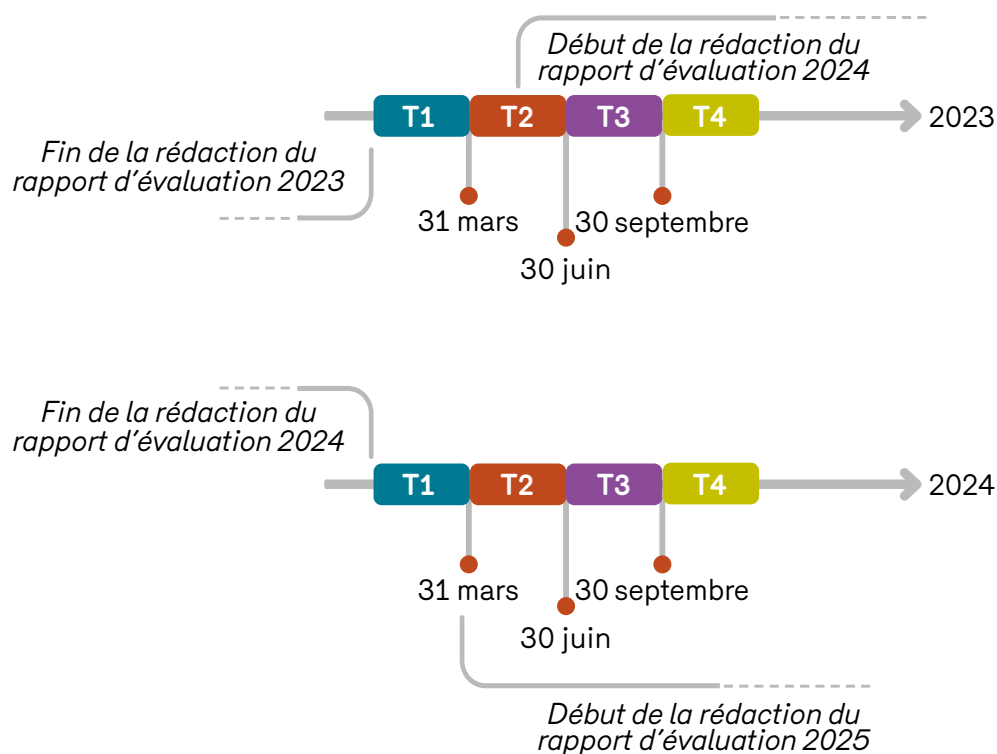 Début de la rédaction du
rapport d’évaluation 2024
T1 T2 T3 T4
2023
Fin de la rédaction du
rapport d’évaluation 2023
31 mars
30 septembre
30 juin
Fin de la rédaction du
rapport d’évaluation 2024
T1 T2 T3 T4
2024
31 mars
30 septembre
30 juin
Début de la rédaction du
rapport d’évaluation 2025